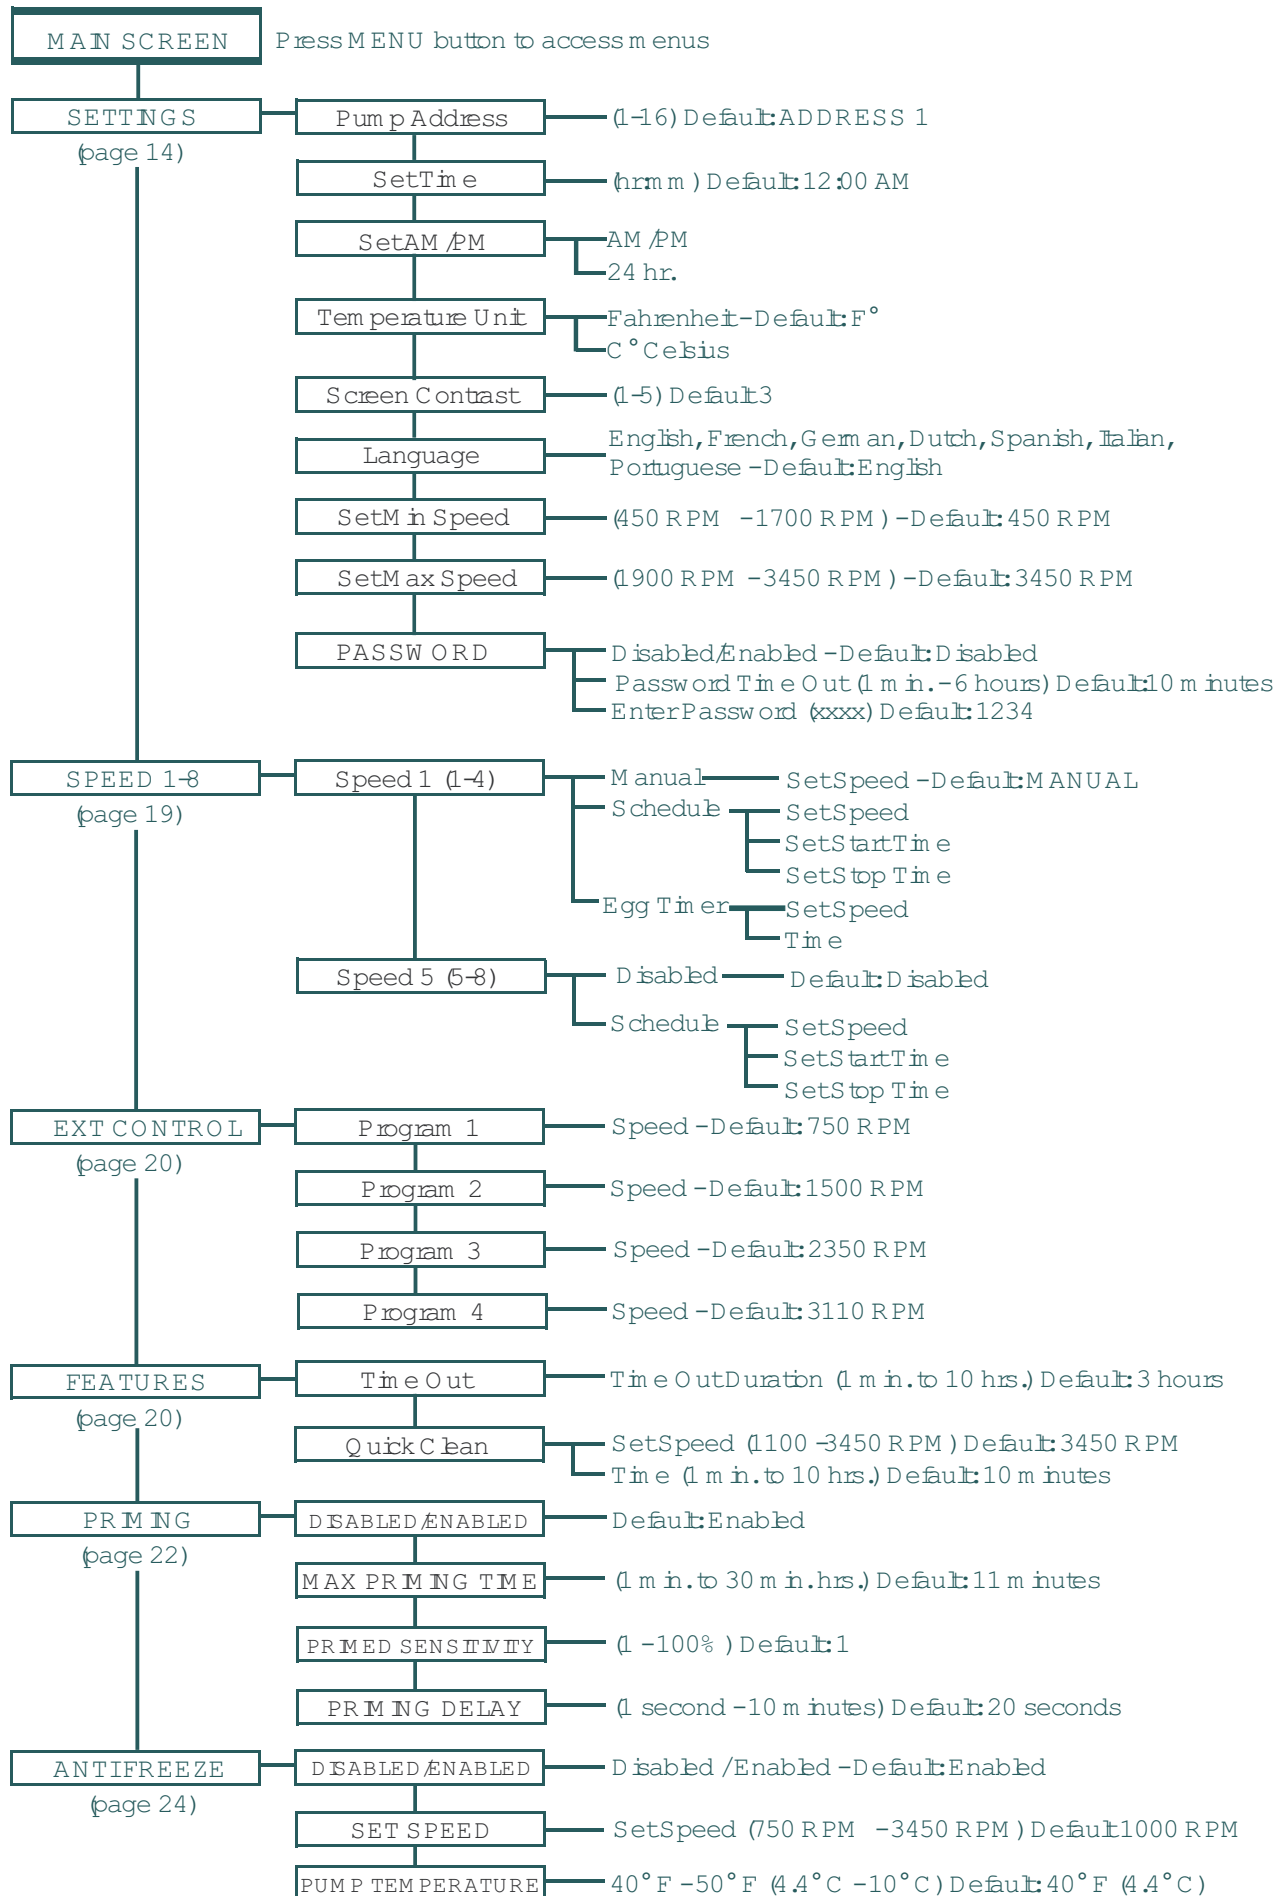 MAIN SCREEN Press MENU button to access menus
SETTINGS Pump Address (1-16) Default: ADDRESS 1
(page 14)
Set Time (hr:mm) Default: 12:00 AM
Set AM/PM AM/PM
24 hr.
Temperature Unit Fahrenheit - Default: F°
C° Celsius
Screen Contrast (1-5) Default 3
Language English, French, German, Dutch, Spanish, Italian,
Portuguese - Default: English
Set Min Speed (450 RPM - 1700 RPM) - Default: 450 RPM
Set Max Speed (1900 RPM - 3450 RPM) - Default: 3450 RPM
PASSWORD Disabled/Enabled - Default: Disabled
Password Time Out (1 min. - 6 hours) Default: 10 minutes
Enter Password (xxxx) Default: 1234
SPEED 1-8 Speed 1 (1-4) Manual Set Speed - Default: MANUAL
(page 19) Schedule Set Speed
Set Start Time
Set Stop Time
Egg Timer Set Speed
Time
Speed 5 (5-8) Disabled Default: Disabled
Schedule Set Speed
Set Start Time
Set Stop Time
EXT CONTROL Program 1 Speed - Default: 750 RPM
(page 20)
Program 2 Speed - Default: 1500 RPM
Program 3 Speed - Default: 2350 RPM
Program 4 Speed - Default: 3110 RPM
FEATURES Time Out Time Out Duration (1 min. to 10 hrs.) Default: 3 hours
(page 20)
Quick Clean Set Speed (1100 - 3450 RPM) Default: 3450 RPM
Time (1 min. to 10 hrs.) Default: 10 minutes
PRIMING DISABLED/ENABLED Default: Enabled
(page 22)
MAX PRIMING TIME (1 min. to 30 min. hrs.) Default: 11 minutes
PRIMED SENSITIVITY (1 - 100%) Default: 1
PRIMING DELAY (1 second - 10 minutes) Default: 20 seconds
ANTIFREEZE DISABLED/ENABLED Disabled / Enabled - Default: Enabled
(page 24)
SET SPEED Set Speed (750 RPM - 3450 RPM) Default 1000 RPM
PUMP TEMPERATURE 40°F - 50°F (4.4°C - 10°C) Default: 40°F (4.4°C)